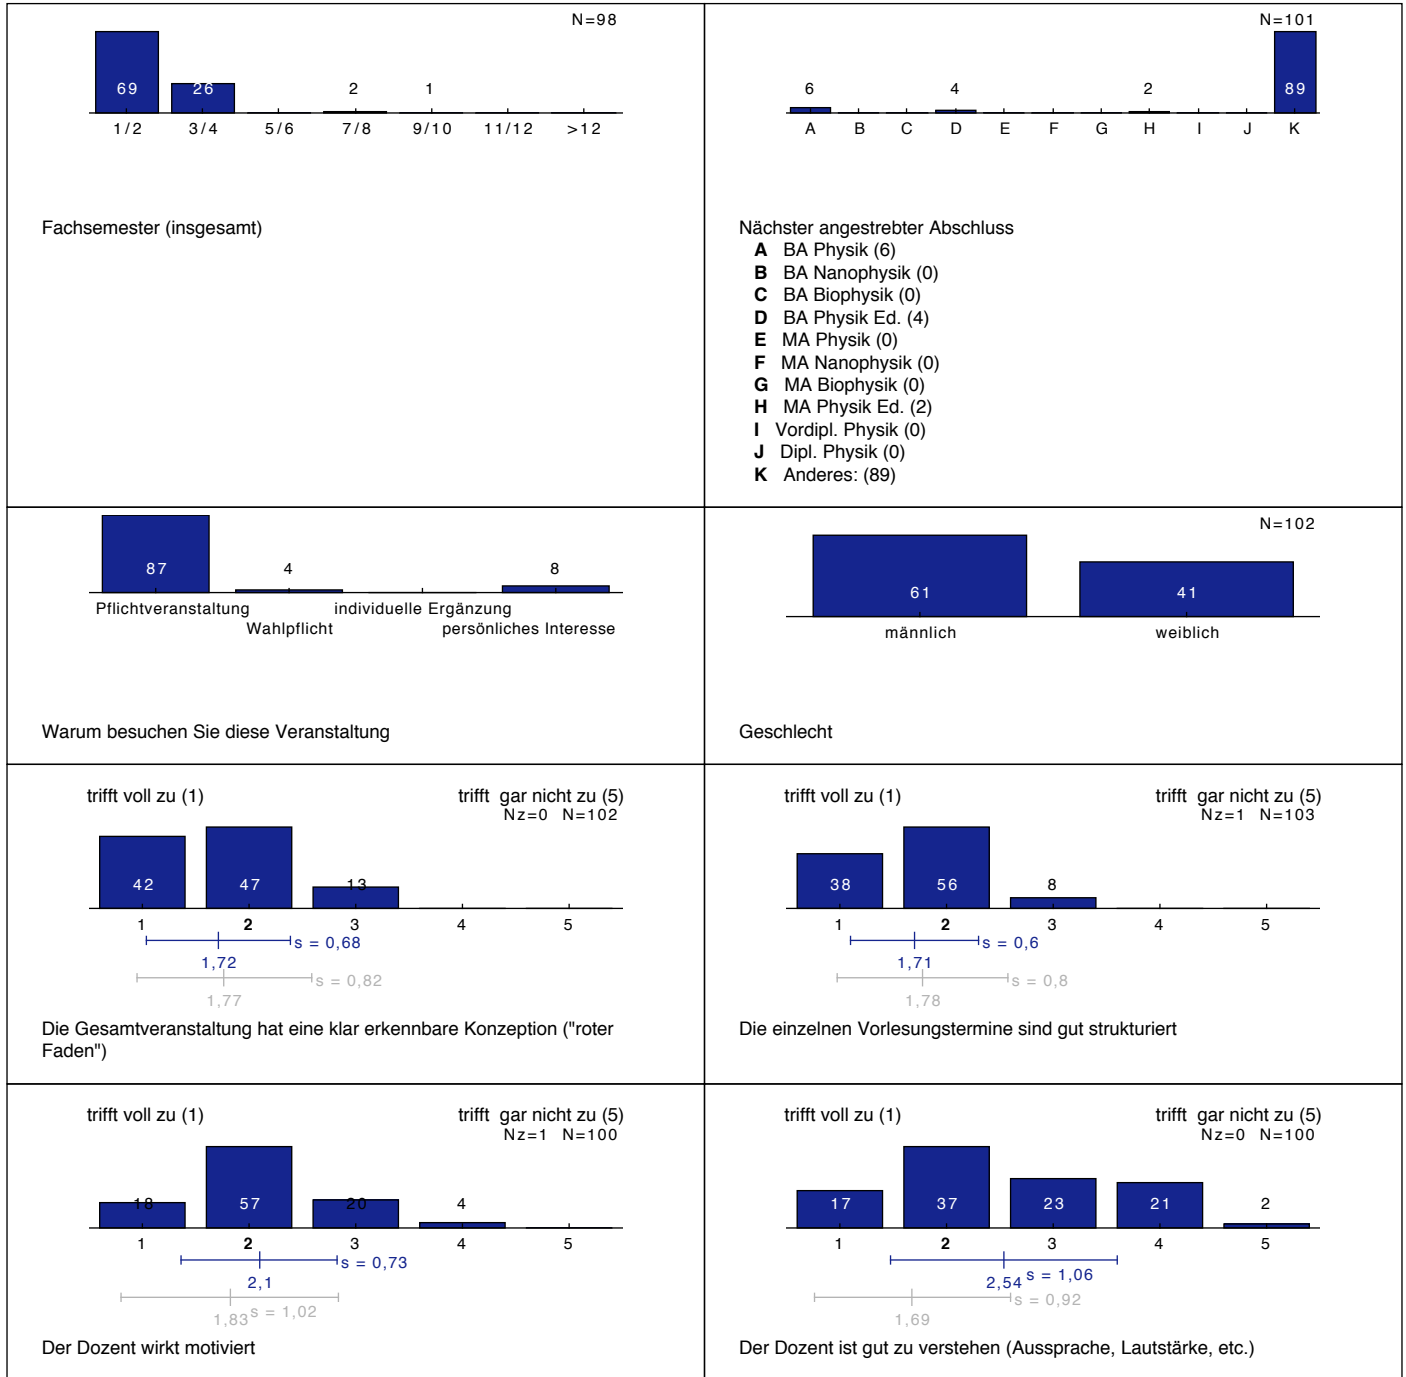 N=98
69 26 2 1
1/2 3/4 5/6 7/8 9/10 11/12 >12
Fachsemester (insgesamt)
N=101
6 4 2 89
A B C D E F G H I J K
Nächster angestrebter Abschluss
A BA Physik (6)
B BA Nanophysik (0)
C BA Biophysik (0)
D BA Physik Ed. (4)
E MA Physik (0)
F MA Nanophysik (0)
G MA Biophysik (0)
H MA Physik Ed. (2)
I Vordipl. Physik (0)
J Dipl. Physik (0)
K Anderes: (89)
87 4 8
Pflichtveranstaltung individuelle Ergänzung
Wahlpflicht persönliches Interesse
Warum besuchen Sie diese Veranstaltung
N=102
61 41
männlich weiblich
Geschlecht
trifft voll zu (1) trifft gar nicht zu (5)
Nz=0 N=102
42 47 13
1 2 3 4 5
s = 0,68
1,72
s = 0,82
1,77
Die Gesamtveranstaltung hat eine klar erkennbare Konzeption ("roter
Faden")
trifft voll zu (1) trifft gar nicht zu (5)
Nz=1 N=103
38 56 8
1 2 3 4 5
s = 0,6
1,71
s = 0,8
1,78
Die einzelnen Vorlesungstermine sind gut strukturiert
trifft voll zu (1) trifft gar nicht zu (5)
Nz=1 N=100
18 57 20 4
1 2 3 4 5
s = 0,73
2,1
s = 1,02
1,83
Der Dozent wirkt motiviert
trifft voll zu (1) trifft gar nicht zu (5)
Nz=0 N=100
17 37 23 21 2
1 2 3 4 5
2,54 s = 1,06
s = 0,92
1,69
Der Dozent ist gut zu verstehen (Aussprache, Lautstärke, etc.)